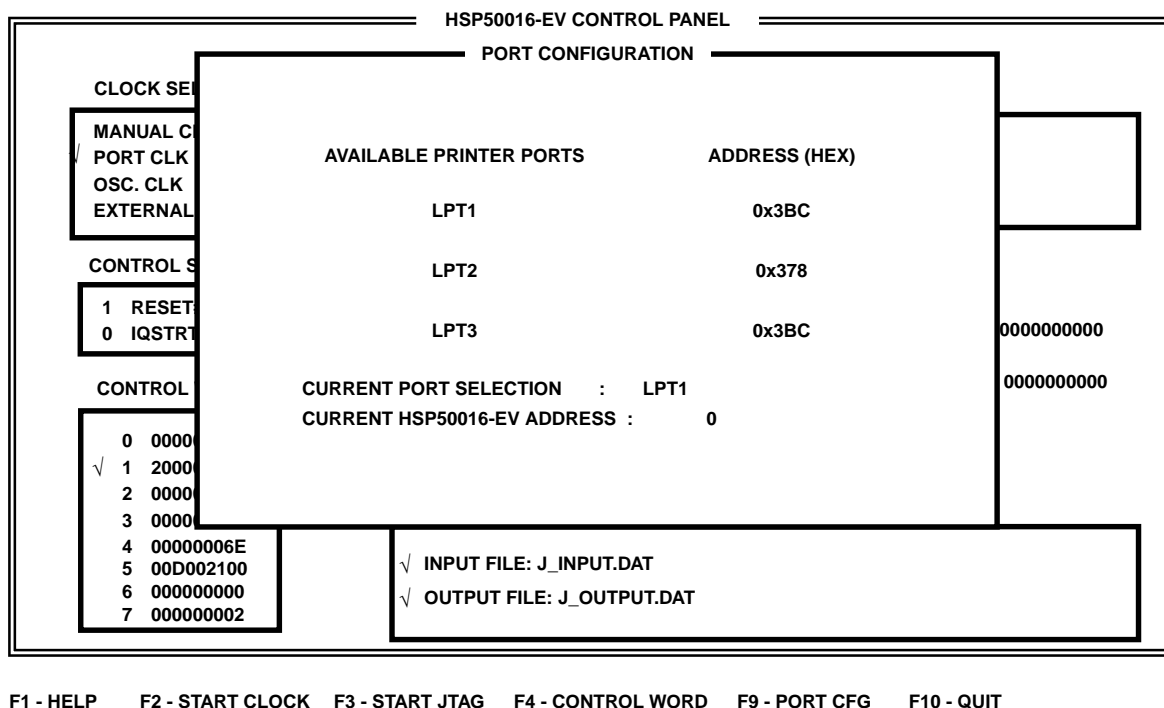 HSP50016-EV CONTROL PANEL
PORT CONFIGURATION
CLOCK SE
MANUAL C
√ PORT CLK
OSC. CLK
EXTERNAL
AVAILABLE PRINTER PORTS ADDRESS (HEX)
LPT1 0x3BC
LPT2 0x378
LPT3 0x3BC
CURRENT PORT SELECTION : LPT1
CURRENT HSP50016-EV ADDRESS : 0
CONTROL S
1 RESET
0 IQSTRT
0000000000
0000000000
CONTROL
0 0000
√ 1 2000
2 0000
3 0000
4 00000006E
5 00D002100
6 000000000
7 000000002
√ INPUT FILE: J_INPUT.DAT
√ OUTPUT FILE: J_OUTPUT.DAT
F1 - HELP F2 - START CLOCK F3 - START JTAG F4 - CONTROL WORD F9 - PORT CFG F10 - QUIT